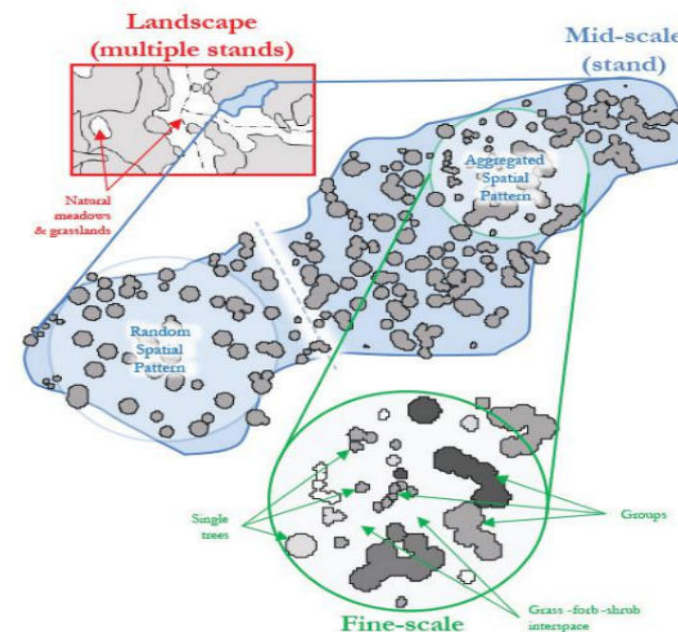 Landscape
(multiple stands)
Mid-scale
(stand)
Natural
meadows
& grasslands
Aggregated
Spatial
Pattern
Random
Spatial
Pattern
Single
trees
Groups
Grass -forb -shrub
interspace
Fine-scale